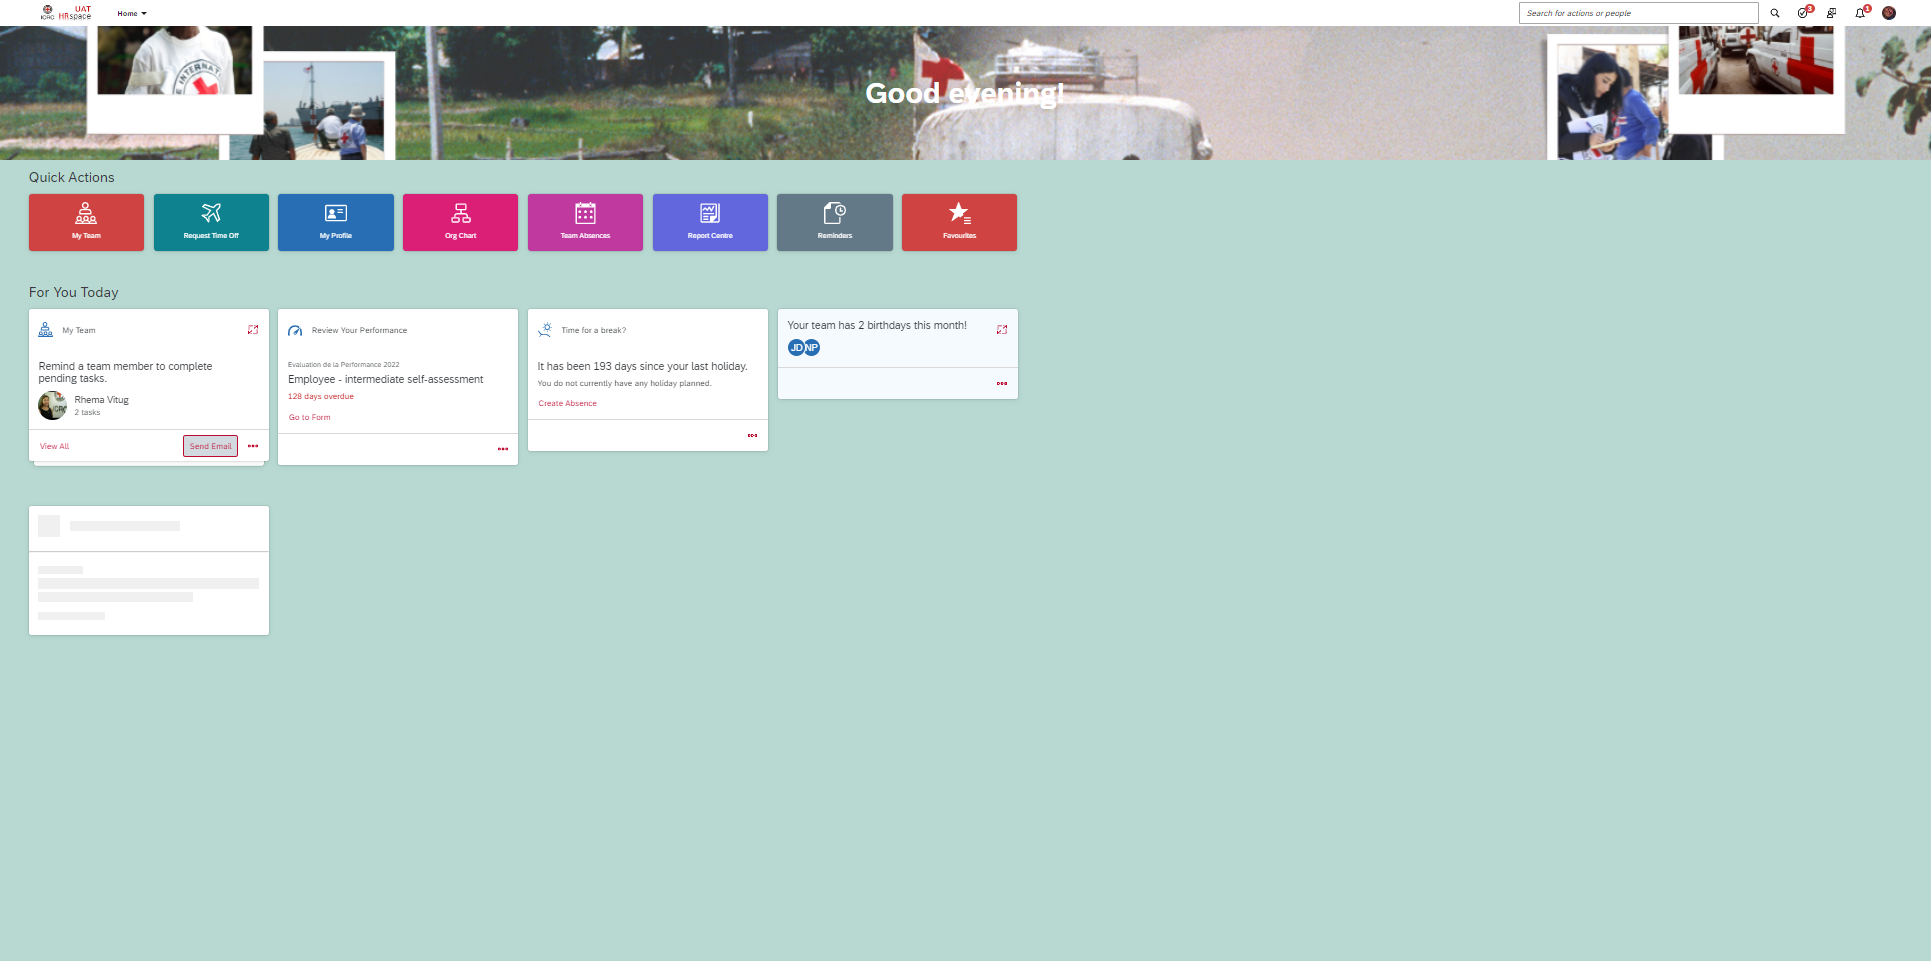 ICRC
UAT
HRspace
Home
Search for actions or people
3
1
INTERNAT
Good evening!
Quick Actions
My Team
Request Time Off
My Profile
Org Chart
Team Absences
Report Centre
Reminders
Favourites
For You Today
My Team
Remind a team member to complete
pending tasks.
Rhema Vitug
2 tasks
View All
Send Email
Review Your Performance
Evaluation de la Performance 2022
Employee - intermediate self-assessment
128 days overdue
Go to Form
Time for a break?
It has been 193 days since your last holiday.
You do not currently have any holiday planned.
Create Absence
Your team has 2 birthdays this month!
JD
NP